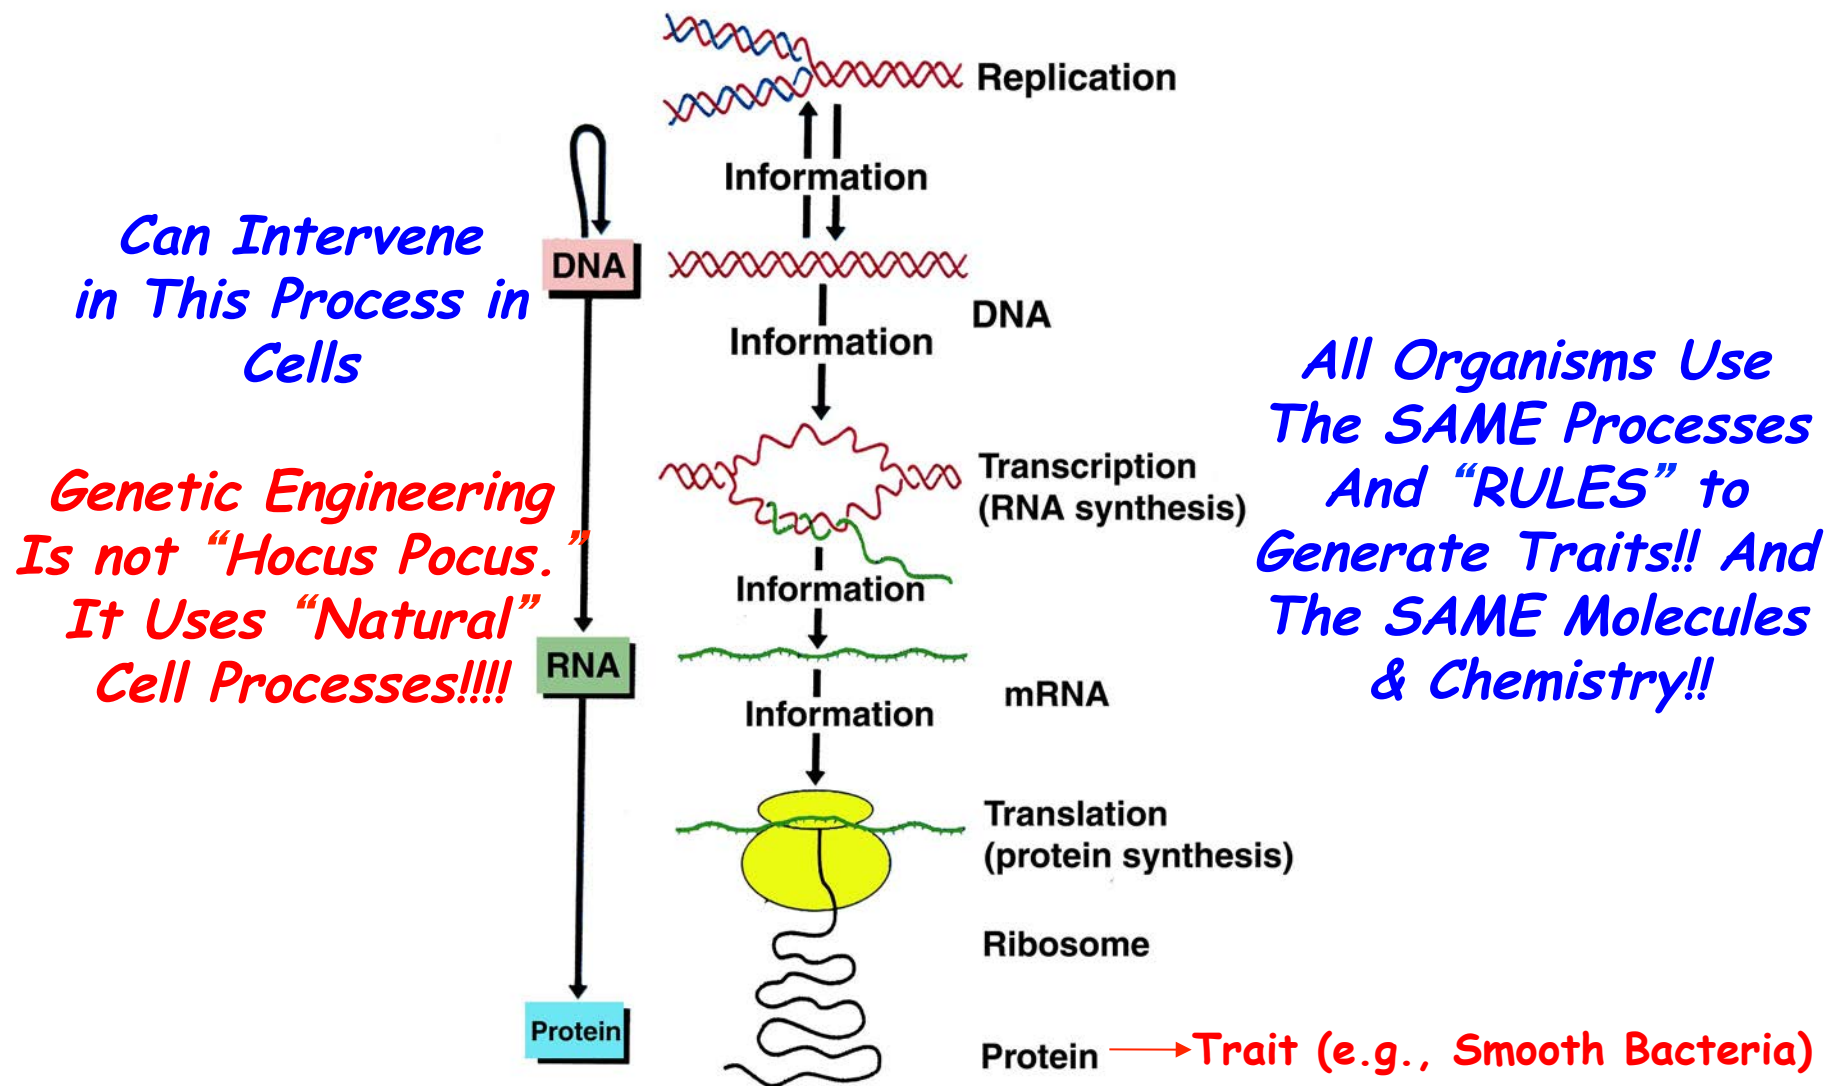 Replication
Information
Can Intervene
in This Process in
Cells
DNA
DNA
Information
Genetic Engineering
Is not “Hocus Pocus.”
It Uses “Natural”
Cell Processes!!!!
All Organisms Use
The SAME Processes
And “RULES” to
Generate Traits!! And
The SAME Molecules
& Chemistry!!
Transcription
(RNA synthesis)
Information
RNA
mRNA
Information
Translation
(protein synthesis)
Ribosome
Protein
Protein
Trait (e.g., Smooth Bacteria)